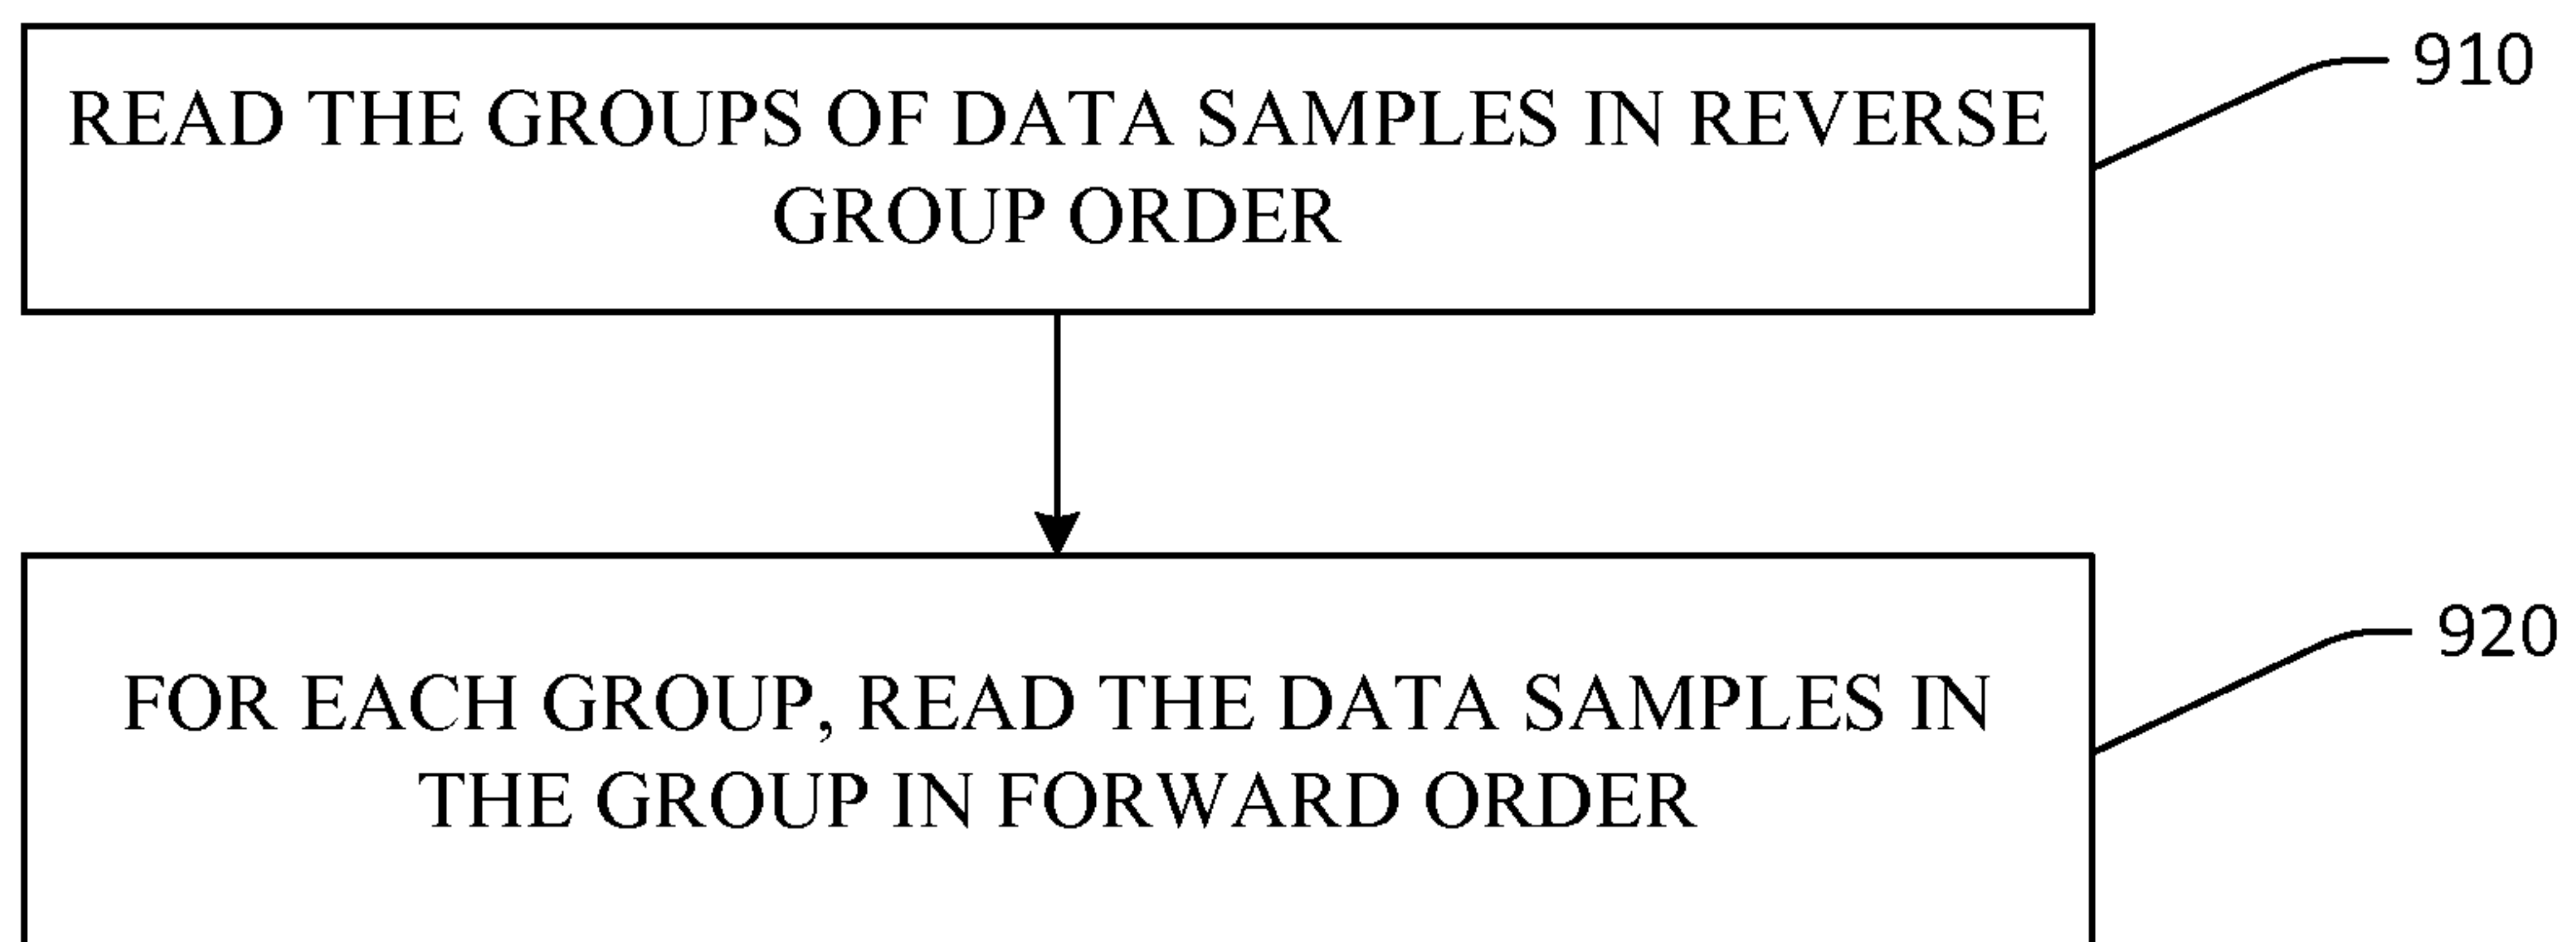 READ THE GROUPS OF DATA SAMPLES IN REVERSE
GROUP ORDER
910
FOR EACH GROUP, READ THE DATA SAMPLES IN
THE GROUP IN FORWARD ORDER
920